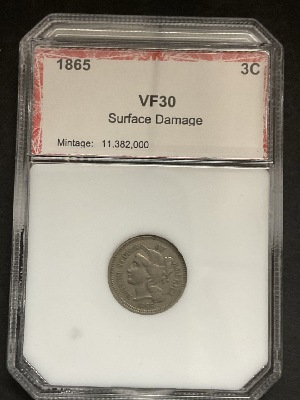 1865 3C
VF30
Surface Damage
Mintage: 11,382,000